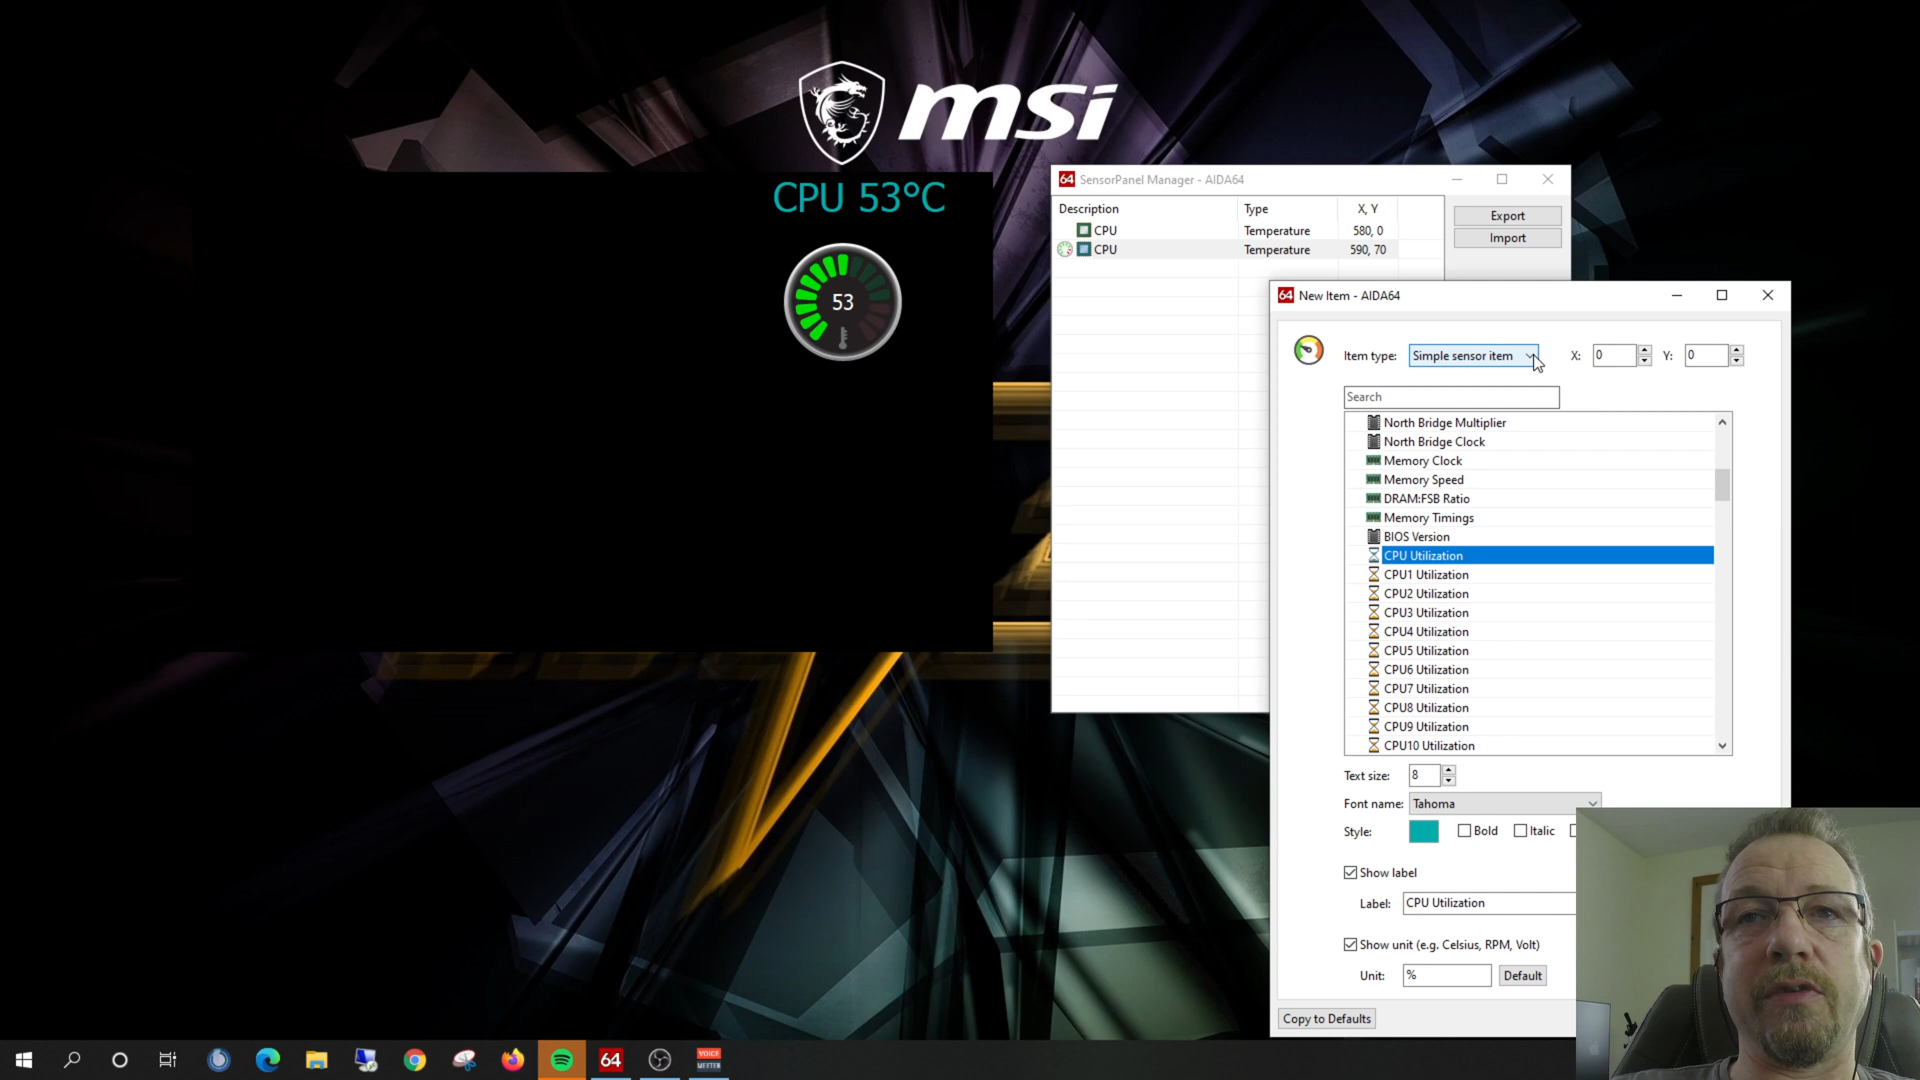 msi
CPU 53°C
53
64 SensorPanel Manager - AIDA64
Description Type X, Y
CPU Temperature 580, 0
CPU Temperature 590, 70
Export
Import
64 New Item - AIDA64
Item type: Simple sensor item X: 0 Y: 0
Search
North Bridge Multiplier
North Bridge Clock
Memory Clock
Memory Speed
DRAM:FSB Ratio
Memory Timings
BIOS Version
CPU Utilization
CPU1 Utilization
CPU2 Utilization
CPU3 Utilization
CPU4 Utilization
CPU5 Utilization
CPU6 Utilization
CPU7 Utilization
CPU8 Utilization
CPU9 Utilization
CPU10 Utilization
Text size: 8
Font name: Tahoma
Style: Bold Italic
Show label
Label: CPU Utilization
Show unit (e.g. Celsius, RPM, Volt)
Unit: % Default
Copy to Defaults
64
VOICE
MEETER